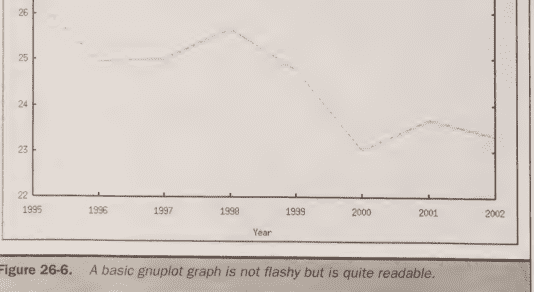 26
25
24
23
22
1995 1996 1997 1998 1999 2000 2001 2002
Year
Figure 26-6. A basic gnuplot graph is not flashy but is quite readable.